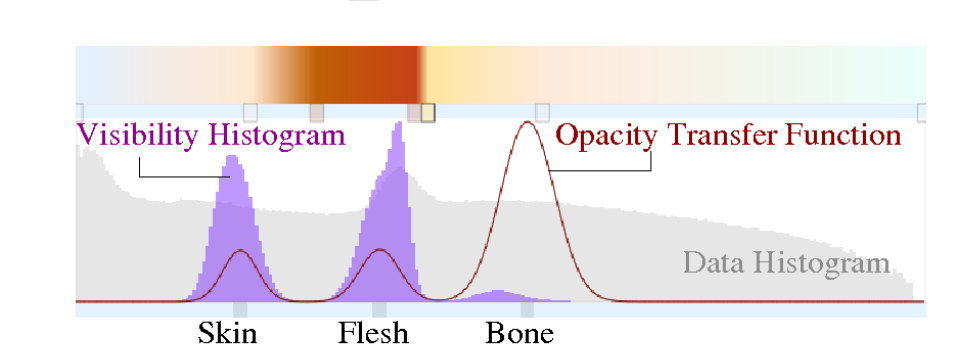 Visibility Histogram
Opacity Transfer Function
Data Histogram
Skin
Flesh
Bone